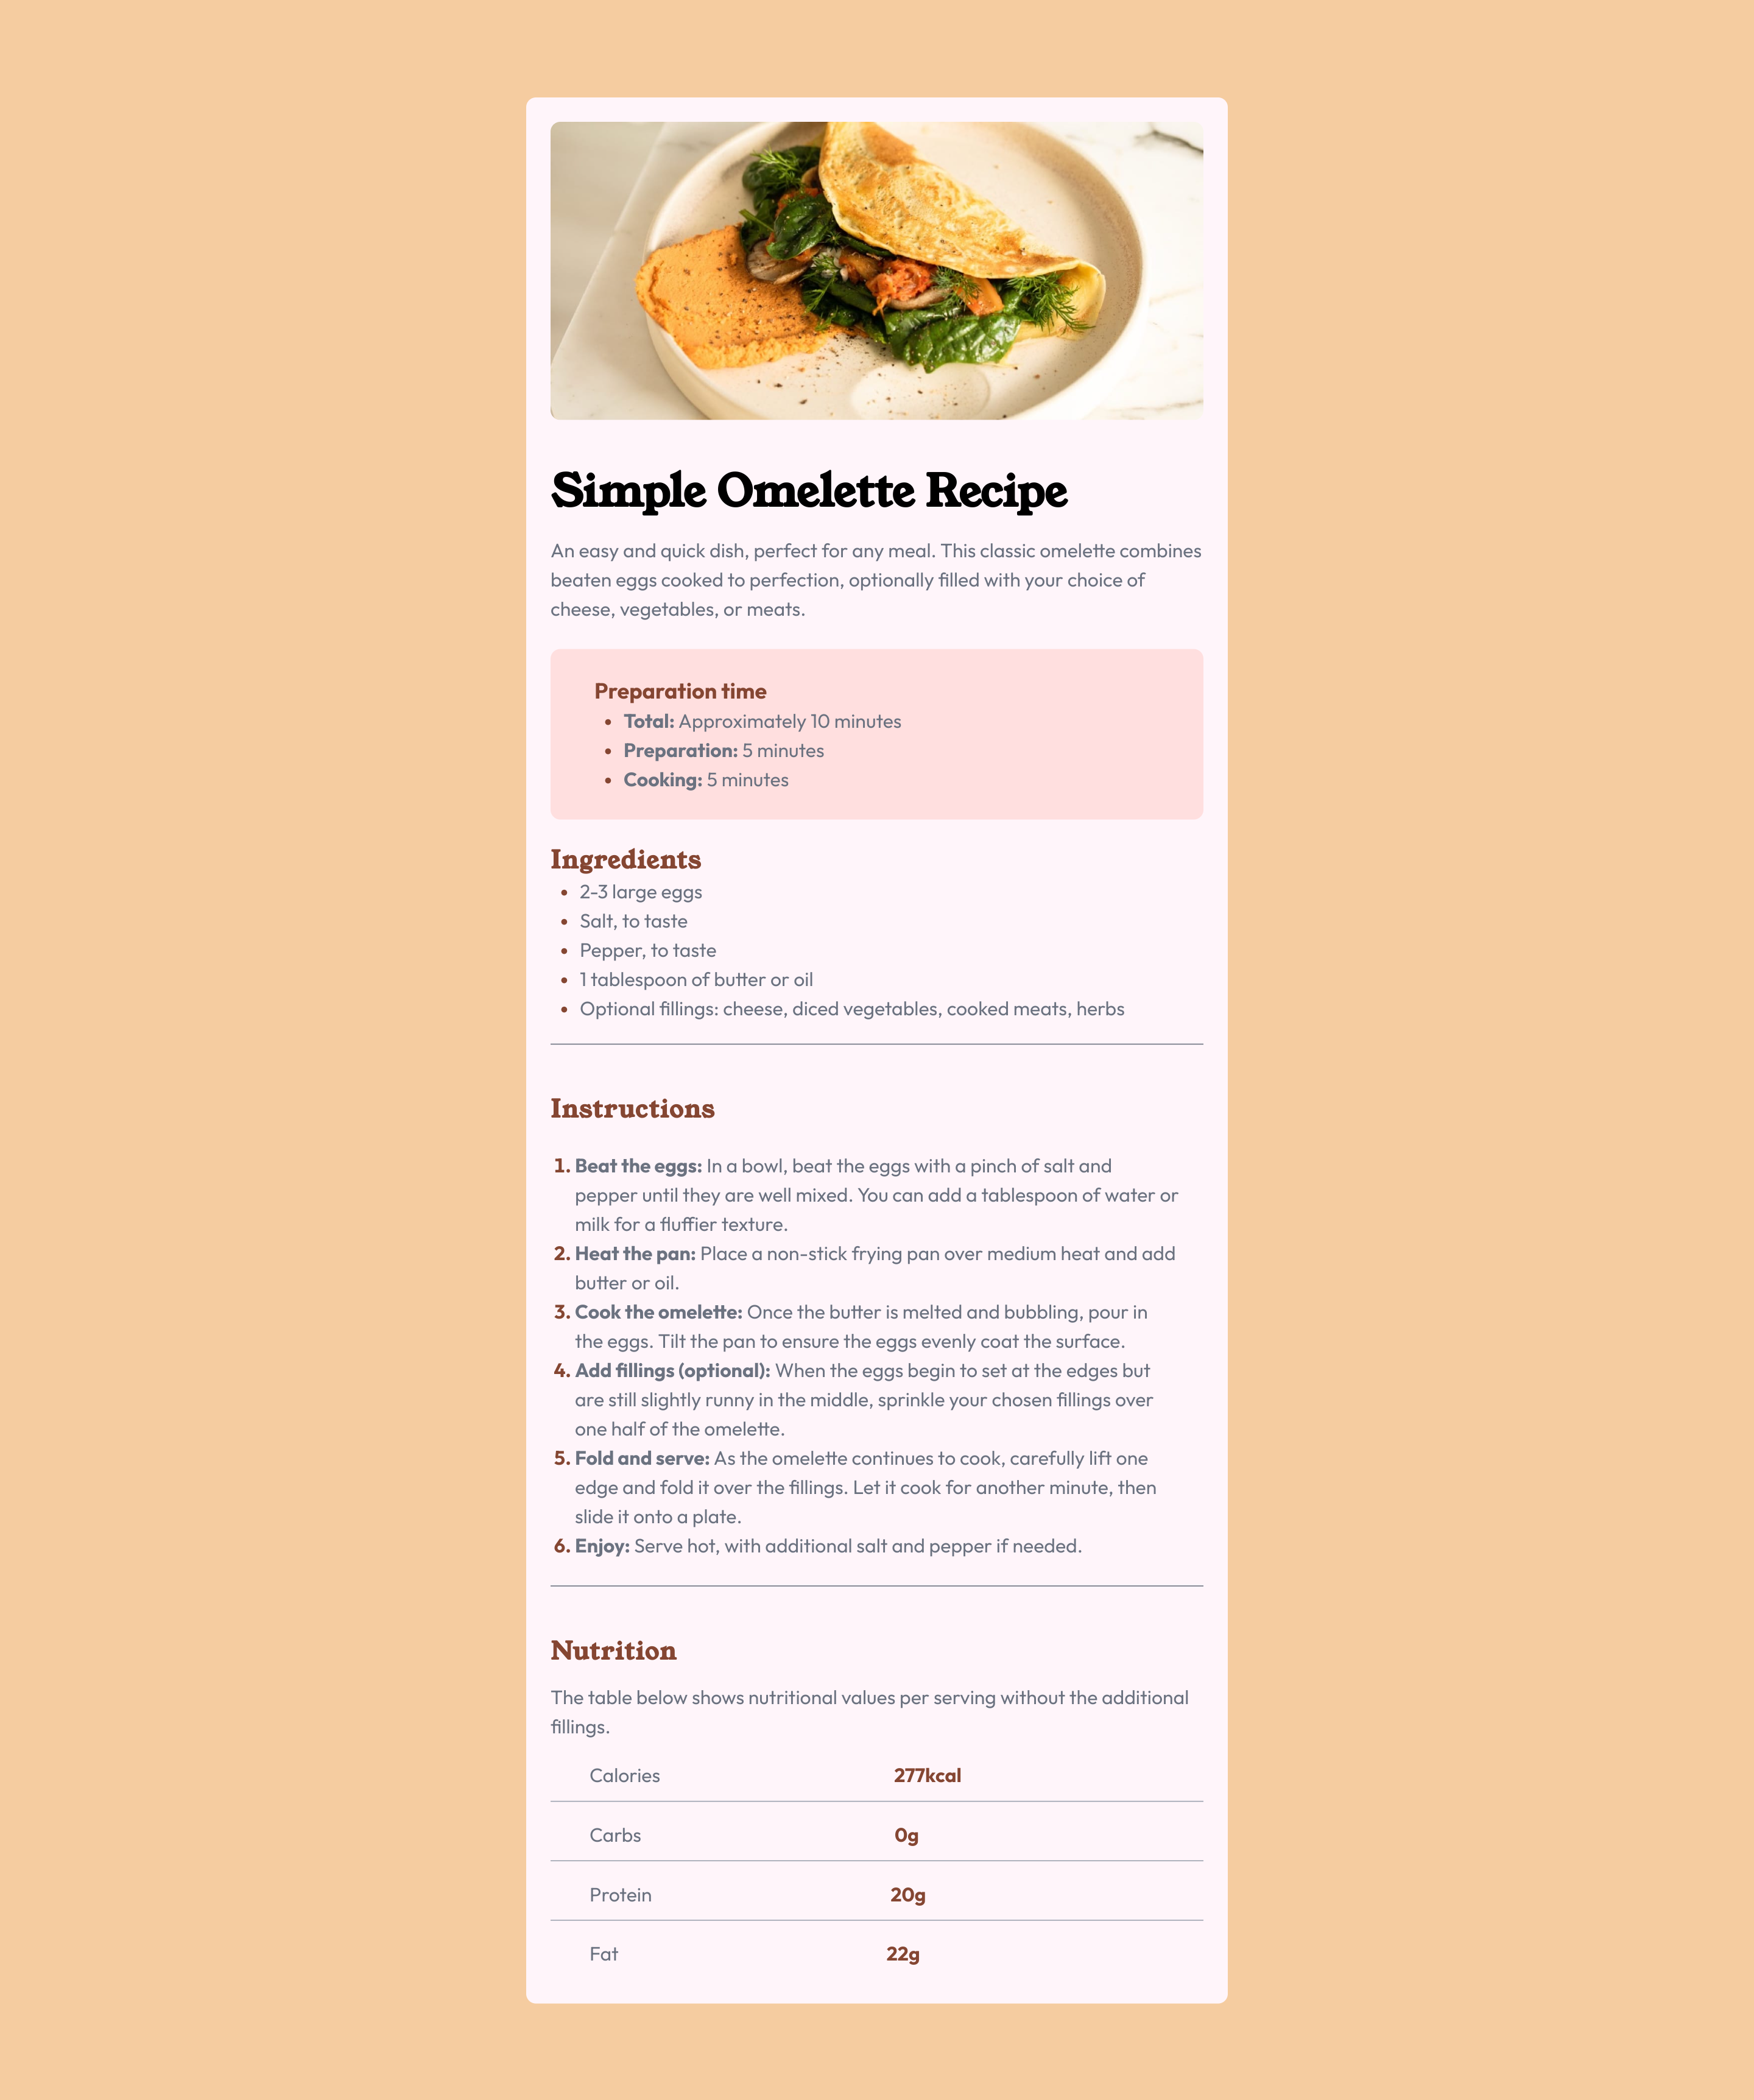 Simple Omelette Recipe
An easy and quick dish, perfect for any meal. This classic omelette combines
beaten eggs cooked to perfection, optionally filled with your choice of
cheese, vegetables, or meats.
Preparation time
• Total: Approximately 10 minutes
• Preparation: 5 minutes
• Cooking: 5 minutes
Ingredients
• 2-3 large eggs
• Salt, to taste
• Pepper, to taste
• 1 tablespoon of butter or oil
• Optional fillings: cheese, diced vegetables, cooked meats, herbs
Instructions
1. Beat the eggs: In a bowl, beat the eggs with a pinch of salt and
pepper until they are well mixed. You can add a tablespoon of water or
milk for a fluffier texture.
2. Heat the pan: Place a non-stick frying pan over medium heat and add
butter or oil.
3. Cook the omelette: Once the butter is melted and bubbling, pour in
the eggs. Tilt the pan to ensure the eggs evenly coat the surface.
4. Add fillings (optional): When the eggs begin to set at the edges but
are still slightly runny in the middle, sprinkle your chosen fillings over
one half of the omelette.
5. Fold and serve: As the omelette continues to cook, carefully lift one
edge and fold it over the fillings. Let it cook for another minute, then
slide it onto a plate.
6. Enjoy: Serve hot, with additional salt and pepper if needed.
Nutrition
The table below shows nutritional values per serving without the additional
fillings.
Calories 277kcal
Carbs 0g
Protein 20g
Fat 22g